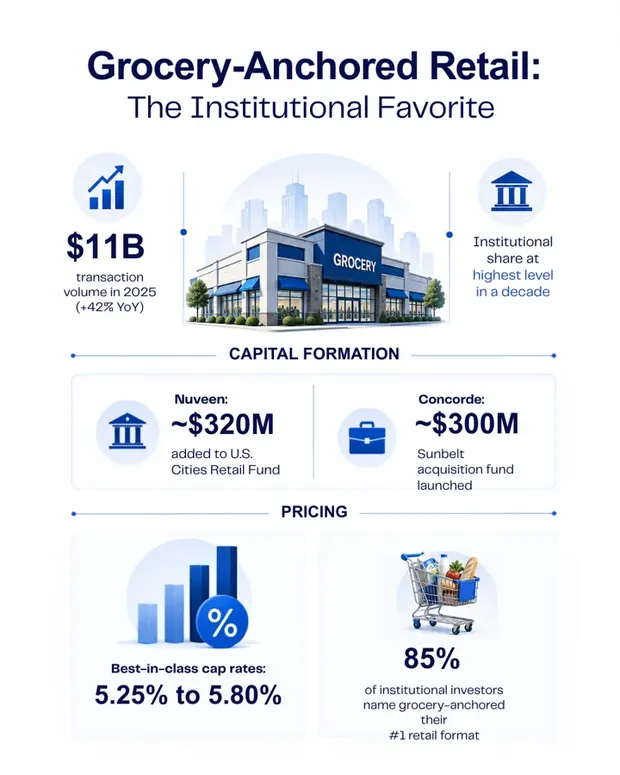 Grocery-Anchored Retail:
The Institutional Favorite
$11B
transaction
volume in 2025
(+42% YoY)
GROCERY
Institutional
share at
highest level
in a decade
CAPITAL FORMATION
Nuveen:
~$320M
added to U.S.
Cities Retail Fund
Concorde:
~$300M
Sunbelt
acquisition fund
launched
PRICING
%
Best-in-class cap rates:
5.25% to 5.80%
85%
of institutional investors
name grocery-anchored
their
#1 retail format